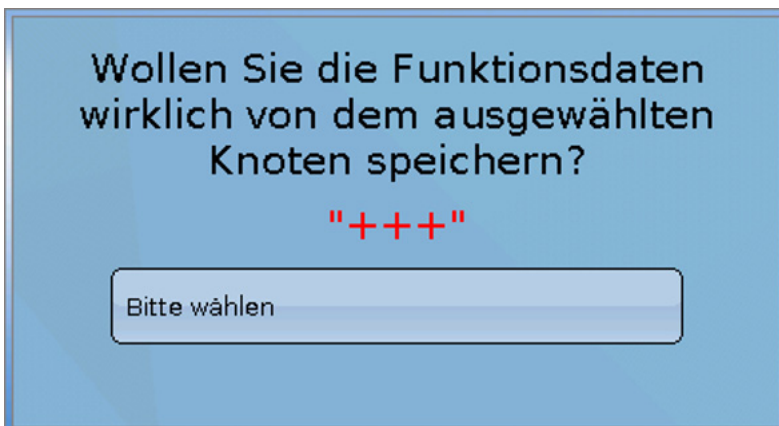 Wollen Sie die Funktionsdaten
wirklich von dem ausgewählten
Knoten speichern?
"+++"
Bitte wählen